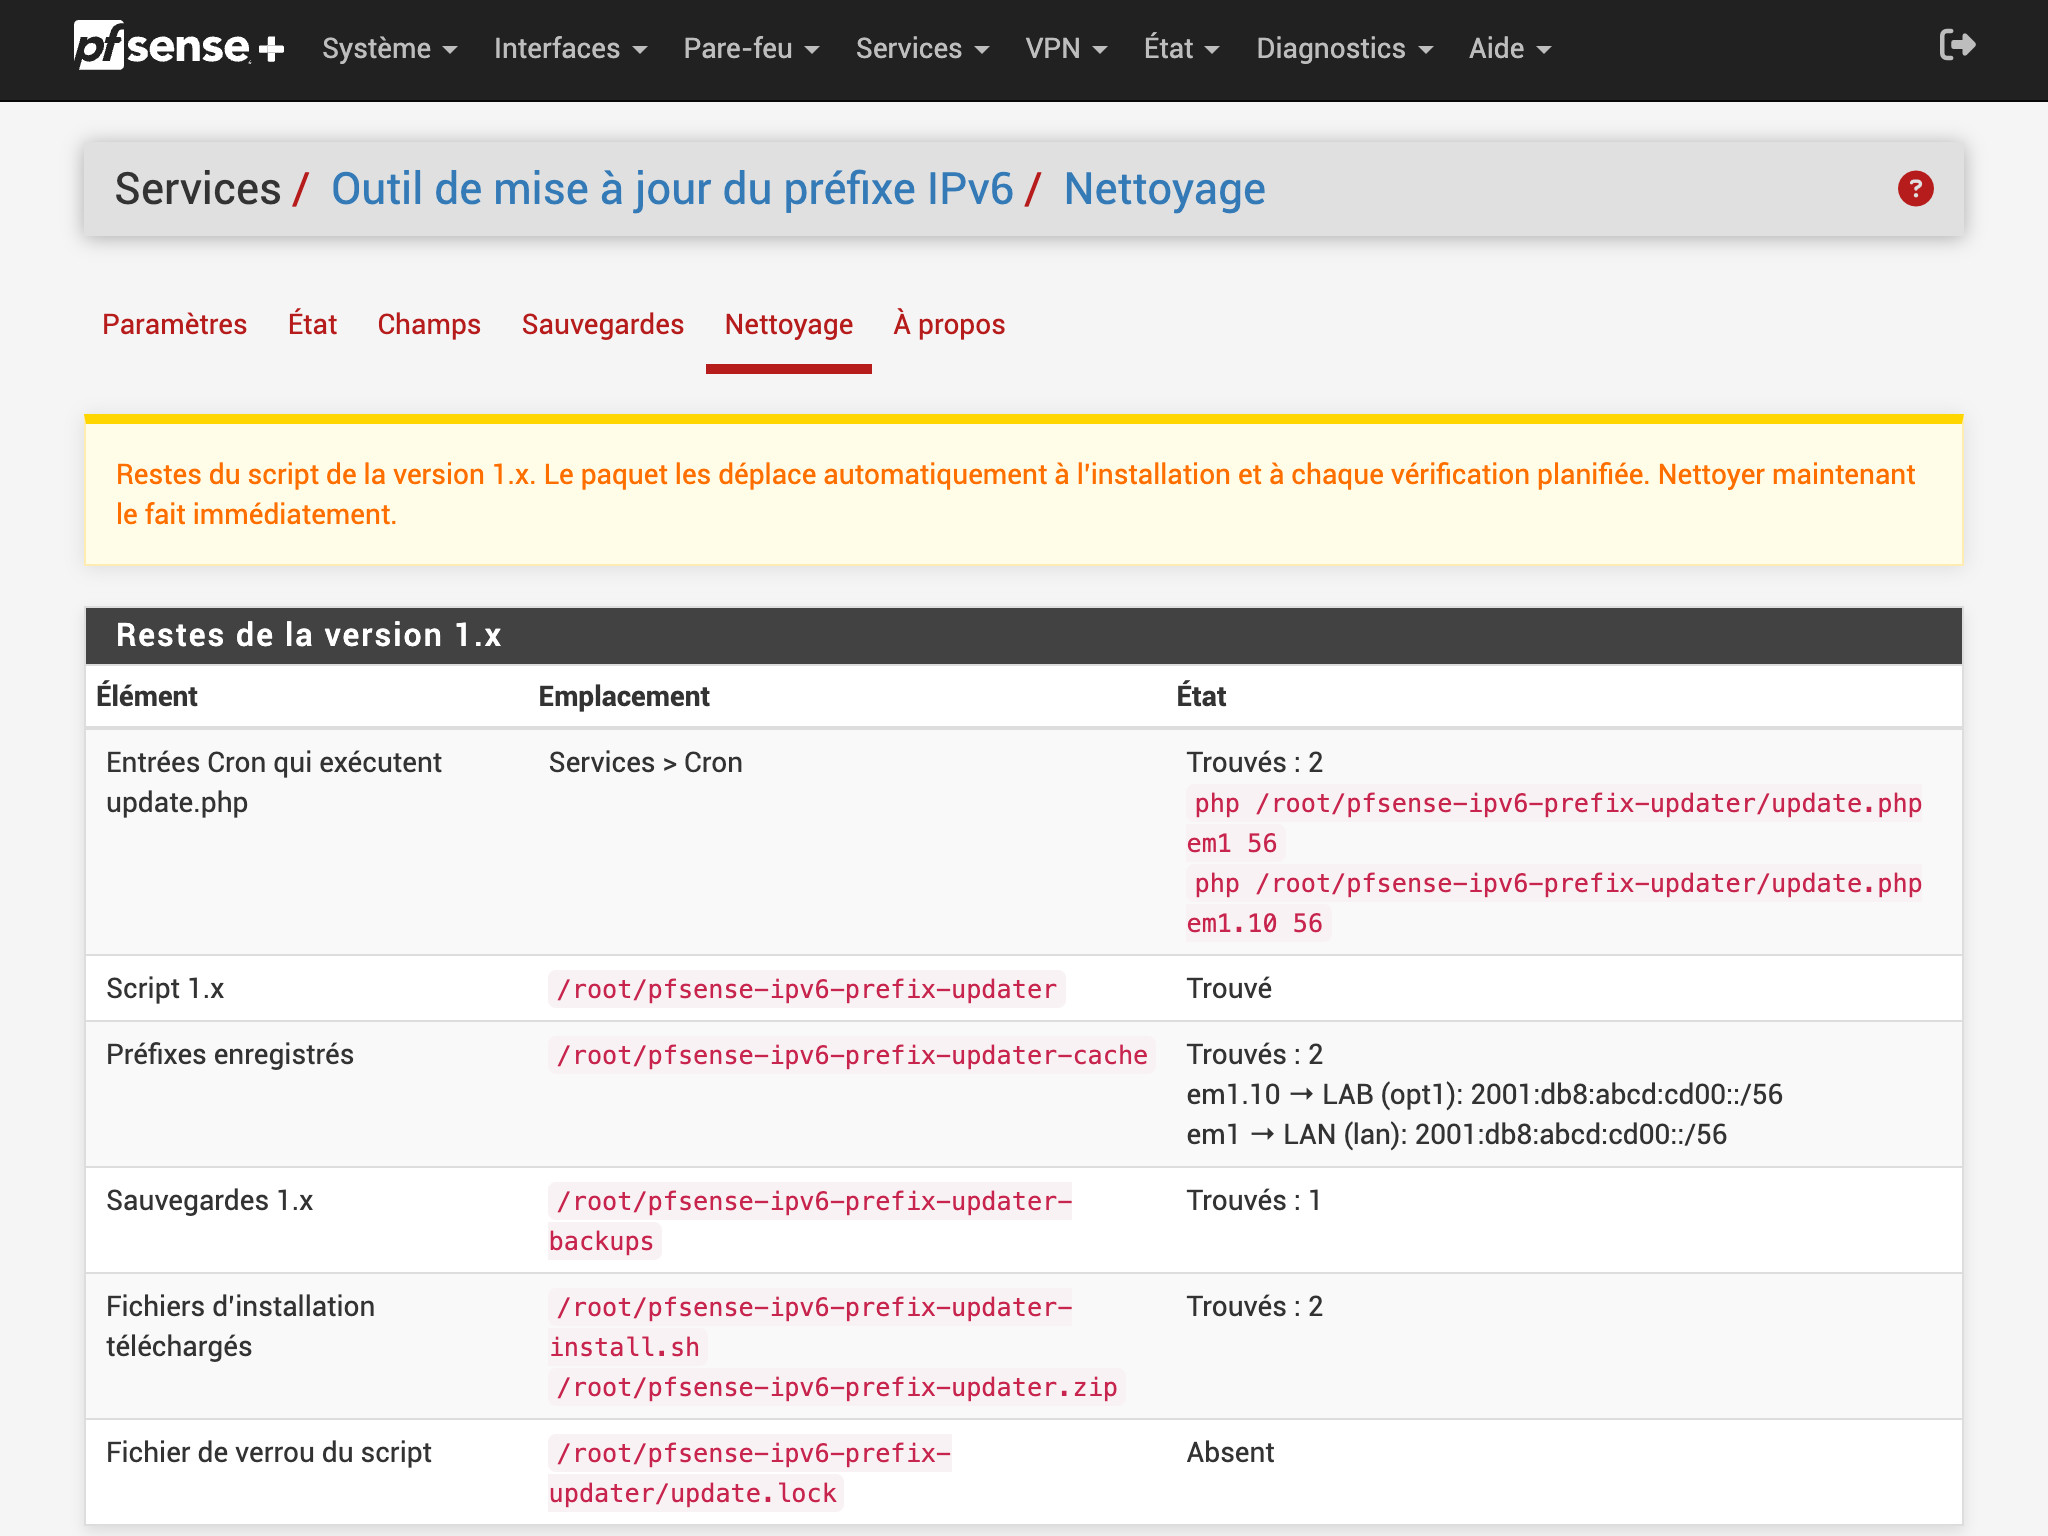 pfsense+ Système Interfaces Pare-feu Services VPN État Diagnostics Aide
Services / Outil de mise à jour du préfixe IPv6 / Nettoyage
Paramètres État Champs Sauvegardes Nettoyage À propos
Restes du script de la version 1.x. Le paquet les déplace automatiquement à l'installation et à chaque vérification planifiée. Nettoyer maintenant
le fait immédiatement.
Restes de la version 1.x
Élément Emplacement État
Entrées Cron qui exécutent
update.php
Services > Cron
Trouvés : 2
php /root/pfsense-ipv6-prefix-updater/update.php
em1 56
php /root/pfsense-ipv6-prefix-updater/update.php
em1.10 56
Script 1.x /root/pfsense-ipv6-prefix-updater Trouvé
Préfixes enregistrés /root/pfsense-ipv6-prefix-updater-cache Trouvés : 2
em1.10 → LAB (opt1): 2001:db8:abcd:cd00::/56
em1 → LAN (lan): 2001:db8:abcd:cd00::/56
Sauvegardes 1.x /root/pfsense-ipv6-prefix-updater- Trouvés : 1
backups
Fichiers d'installation
téléchargés
/root/pfsense-ipv6-prefix-updater-
install.sh
/root/pfsense-ipv6-prefix-updater.zip
Trouvés : 2
Fichier de verrou du script /root/pfsense-ipv6-prefix- Absent
updater/update.lock